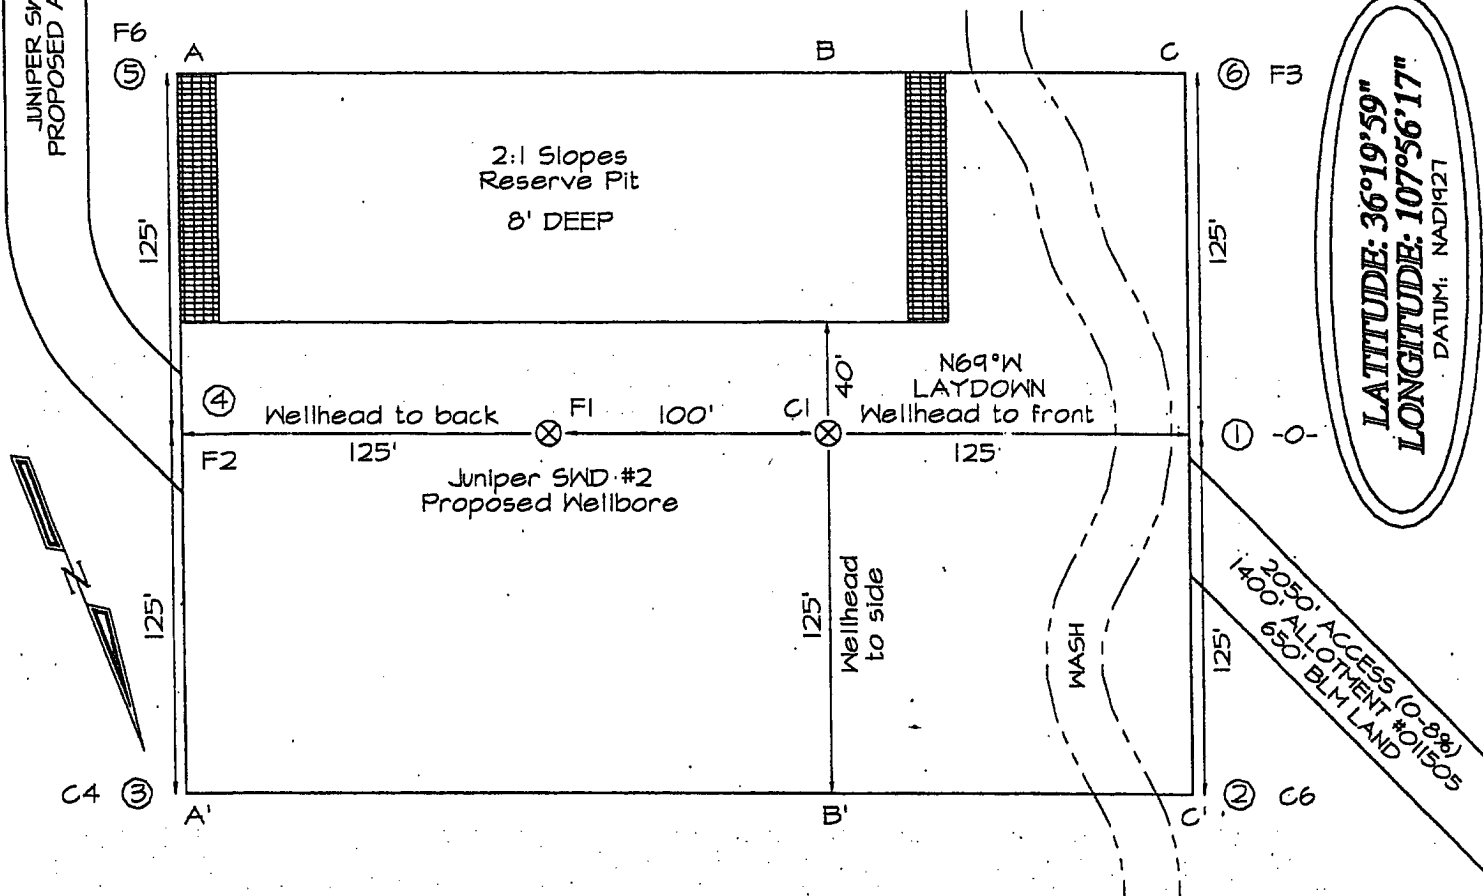 JUNIPER SW
PROPOSED A
F6
5
A
B
C
6 F3
2:1 Slopes
Reserve Pit
8' DEEP
125'
125'
LATITUDE: 36°19'59"
LONGITUDE: 107°56'17"
DATUM: NAD1927
4
Wellhead to back
125'
F2
F1
100'
C1
40'
N69°W
LAYDOWN
Wellhead to front
125'
1 -0-
Juniper SWD #2
Proposed Wellbore
N
125'
125'
Wellhead
to side
WASH
125'
2050' ACCESS (0-8%)
1400' ALLOTMENT #011505
650' BLM LAND
C4 3
A'
B'
C'
2 C6